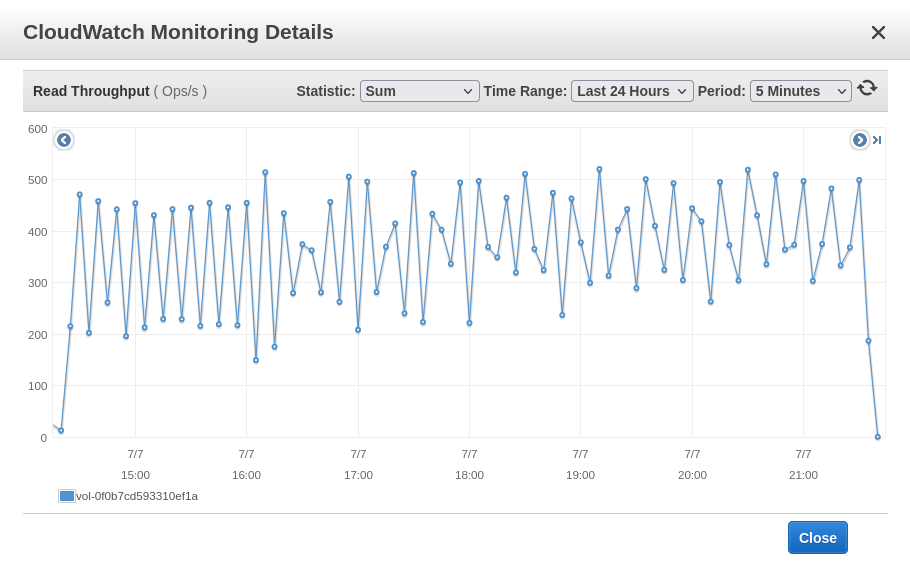 CloudWatch Monitoring Details
Read Throughput ( Ops/s ) Statistic: Sum Time Range: Last 24 Hours Period: 5 Minutes
600
500
400
300
200
100
0
7/7 7/7 7/7 7/7 7/7 7/7 7/7
15:00 16:00 17:00 18:00 19:00 20:00 21:00
vol-0f0b7cd593310ef1a
Close